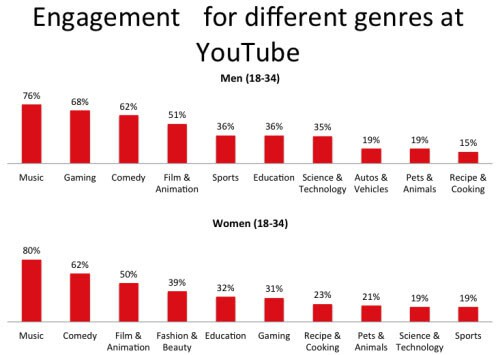 Engagement for different genres at
YouTube
Men (18-34)
76% 68% 62% 51% 36% 36% 35% 19% 19% 15%
Music Gaming Comedy Film & Sports Education Science & Autos & Pets & Recipe &
Animation Technology Vehicles Animals Cooking
Women (18-34)
80% 62% 50% 39% 32% 31% 23% 21% 19% 19%
Music Comedy Film & Fashion & Education Gaming Recipe & Pets & Science & Sports
Animation Beauty Cooking Animals Technology